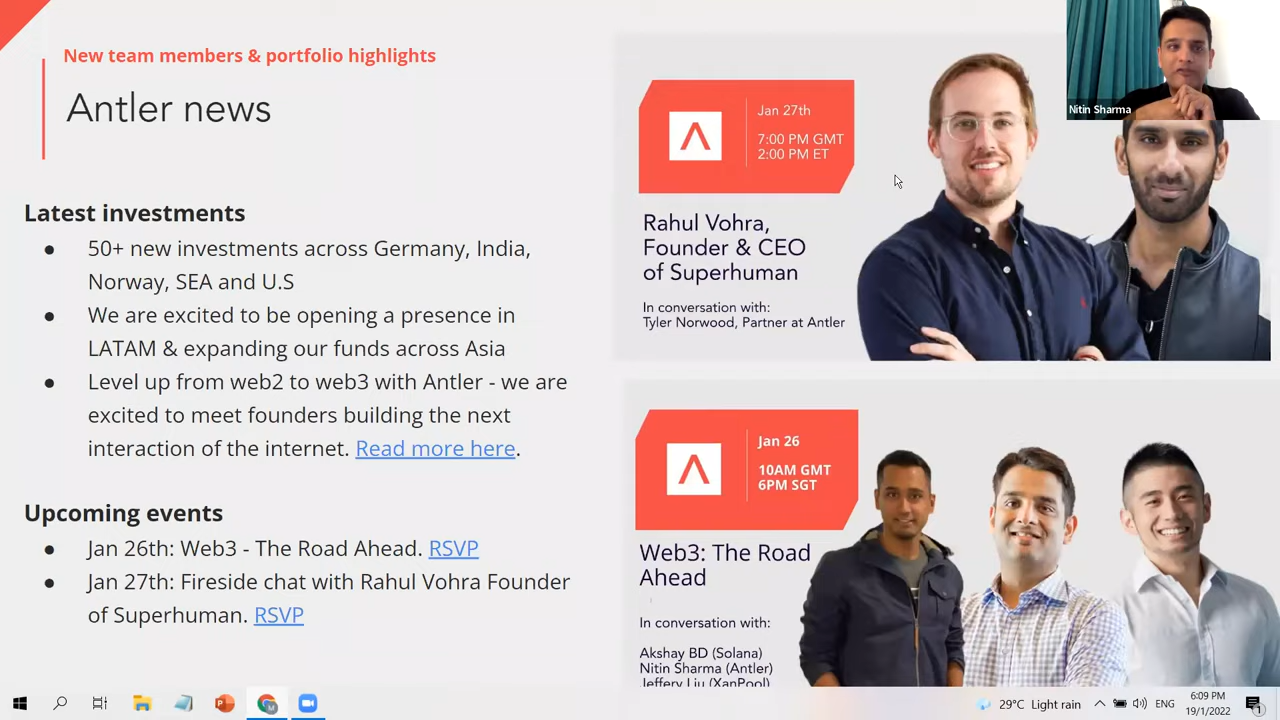 New team members & portfolio highlights
Antler news
Latest investments
50+ new investments across Germany, India,
Norway, SEA and U.S
We are excited to be opening a presence in
LATAM & expanding our funds across Asia
Level up from web2 to web3 with Antler - we are
excited to meet founders building the next
interaction of the internet. Read more here.
Upcoming events
Jan 26th: Web3 - The Road Ahead. RSVP
Jan 27th: Fireside chat with Rahul Vohra Founder
of Superhuman. RSVP
Jan 27th
7:00 PM GMT
2:00 PM ET
Rahul Vohra,
Founder & CEO
of Superhuman
In conversation with:
Tyler Norwood, Partner at Antler
Nitin Sharma
Jan 26
10AM GMT
6PM SGT
Web3: The Road
Ahead
In conversation with:
Akshay BD (Solana)
Nitin Sharma (Antler)
Jeffery Liu (XanPool)
29°C Light rain
ENG
6:09 PM
19/1/2022
1